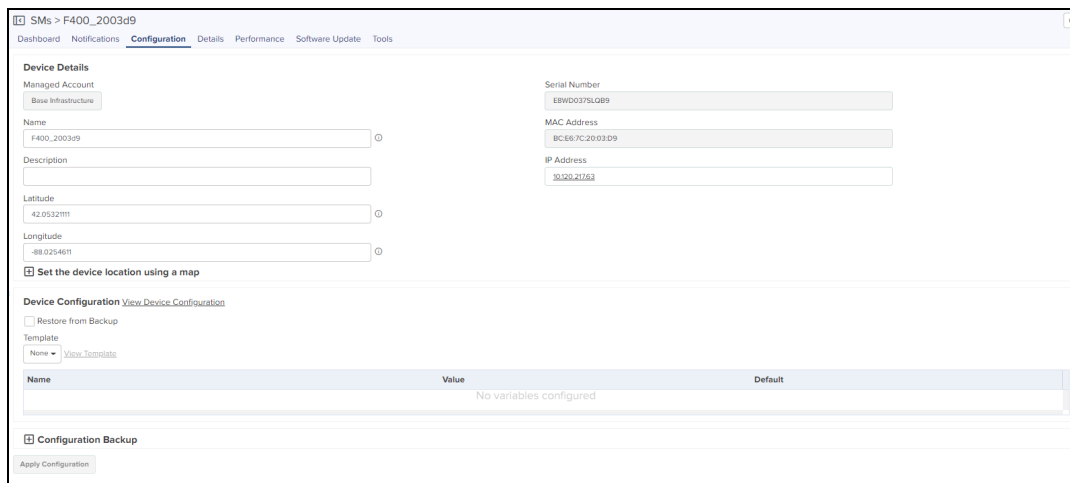 SMs > F400_2003d9
Dashboard Notifications Configuration Details Performance Software Update Tools
Device Details
Managed Account
Base Infrastructure
Serial Number
E8WD037SLQB9
Name
F400_2003d9
MAC Address
BC:E6:7C:20:03:D9
Description
IP Address
10.120.217.63
Latitude
42.05321111
Longitude
-88.0254611
Set the device location using a map
Device Configuration View Device Configuration
Restore from Backup
Template
None View Template
Name Value Default
No variables configured
Configuration Backup
Apply Configuration